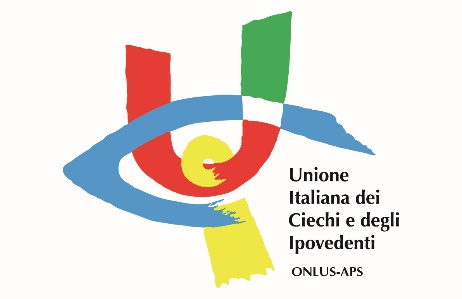 Unione
Italiana dei
Ciechi e degli
Ipovedenti
ONLUS-APS